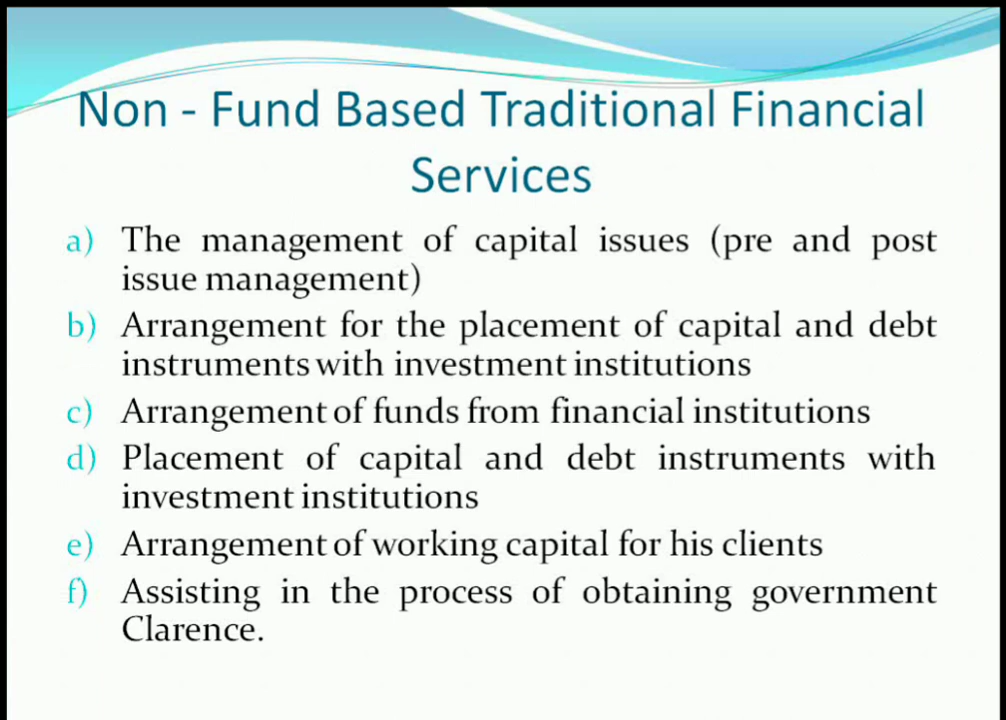 Non - Fund Based Traditional Financial
Services
a) The management of capital issues (pre and post
issue management)
b) Arrangement for the placement of capital and debt
instruments with investment institutions
c) Arrangement of funds from financial institutions
d) Placement of capital and debt instruments with
investment institutions
e) Arrangement of working capital for his clients
f) Assisting in the process of obtaining government
Clarence.